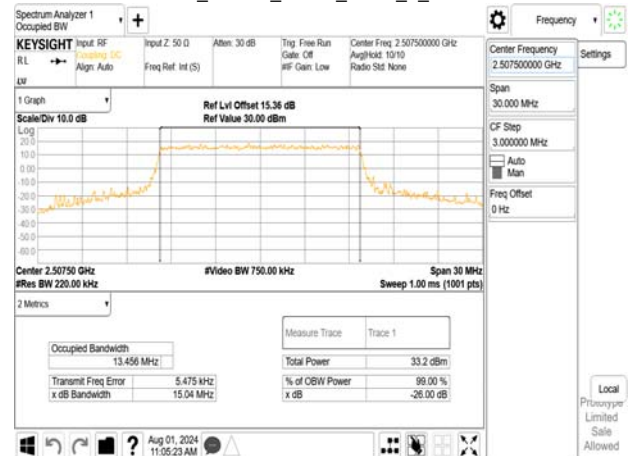 Spectrum Analyzer 1
Occupied BW
Frequency
KEYSIGHT Input: RF
Coupling: DC
Align: Auto
RL
Input Z: 50 Ω
Freq Ref: Int (S)
Atten: 30 dB
Trig: Free Run
Gate: Off
#IF Gain: Low
Center Freq: 2.507500000 GHz
Avg|Hold: 10/10
Radio Std: None
Center Frequency
2.507500000 GHz
Settings
Span
30.000 MHz
CF Step
3.000000 MHz
Auto
Man
Freq Offset
0 Hz
1 Graph
Scale/Div 10.0 dB
Ref Lvl Offset 15.36 dB
Ref Value 30.00 dBm
Log
20.0
10.0
0.00
-10.0
-20.0
-30.0
-40.0
-50.0
-60.0
Center 2.50750 GHz
#Res BW 220.00 kHz
#Video BW 750.00 kHz
Span 30 MHz
Sweep 1.00 ms (1001 pts)
2 Metrics
Measure Trace Trace 1
Occupied Bandwidth
13.456 MHz
Total Power 33.2 dBm
Transmit Freq Error 5.475 kHz
% of OBW Power 99.00 %
x dB Bandwidth 15.04 MHz
x dB -26.00 dB
Local
Prototype
Limited
Sale
Allowed
Aug 01, 2024
11:05:23 AM